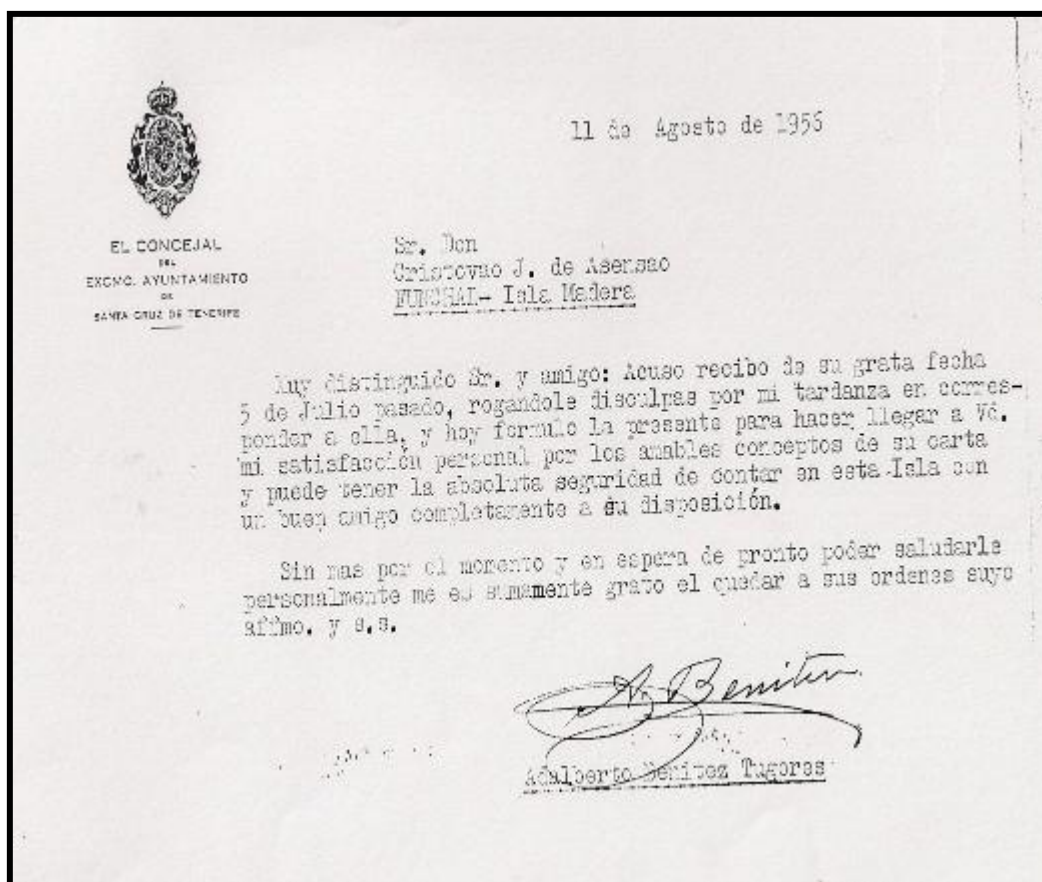 11 de Agosto de 1956
EL CONCEJAL
DEL
EXCMO. AYUNTAMIENTO
DE
SANTA CRUZ DE TENERIFE
Sr. Don
Cristovao J. de Asensao
FUNCHAL- Isla Madera
Muy distinguido Sr. y amigo: Acuso recibo de su grata fecha
5 de Julio pasado, rogandole disculpas por mi tardanza en corres-
ponder a ella, y hoy formulo la presente para hacer llegar a Vd.
mi satisfacción personal por los amables conceptos de su carta
y puede tener la absoluta seguridad de contar en esta Isla con
un buen amigo completamente a su disposición.
Sin mas por el momento y en espera de pronto poder saludarle
personalmente me es sumamente grato el quedar a sus ordenes suyo
affmo. y s.s.
A. Benitez
Adalberto Benitez Tugores